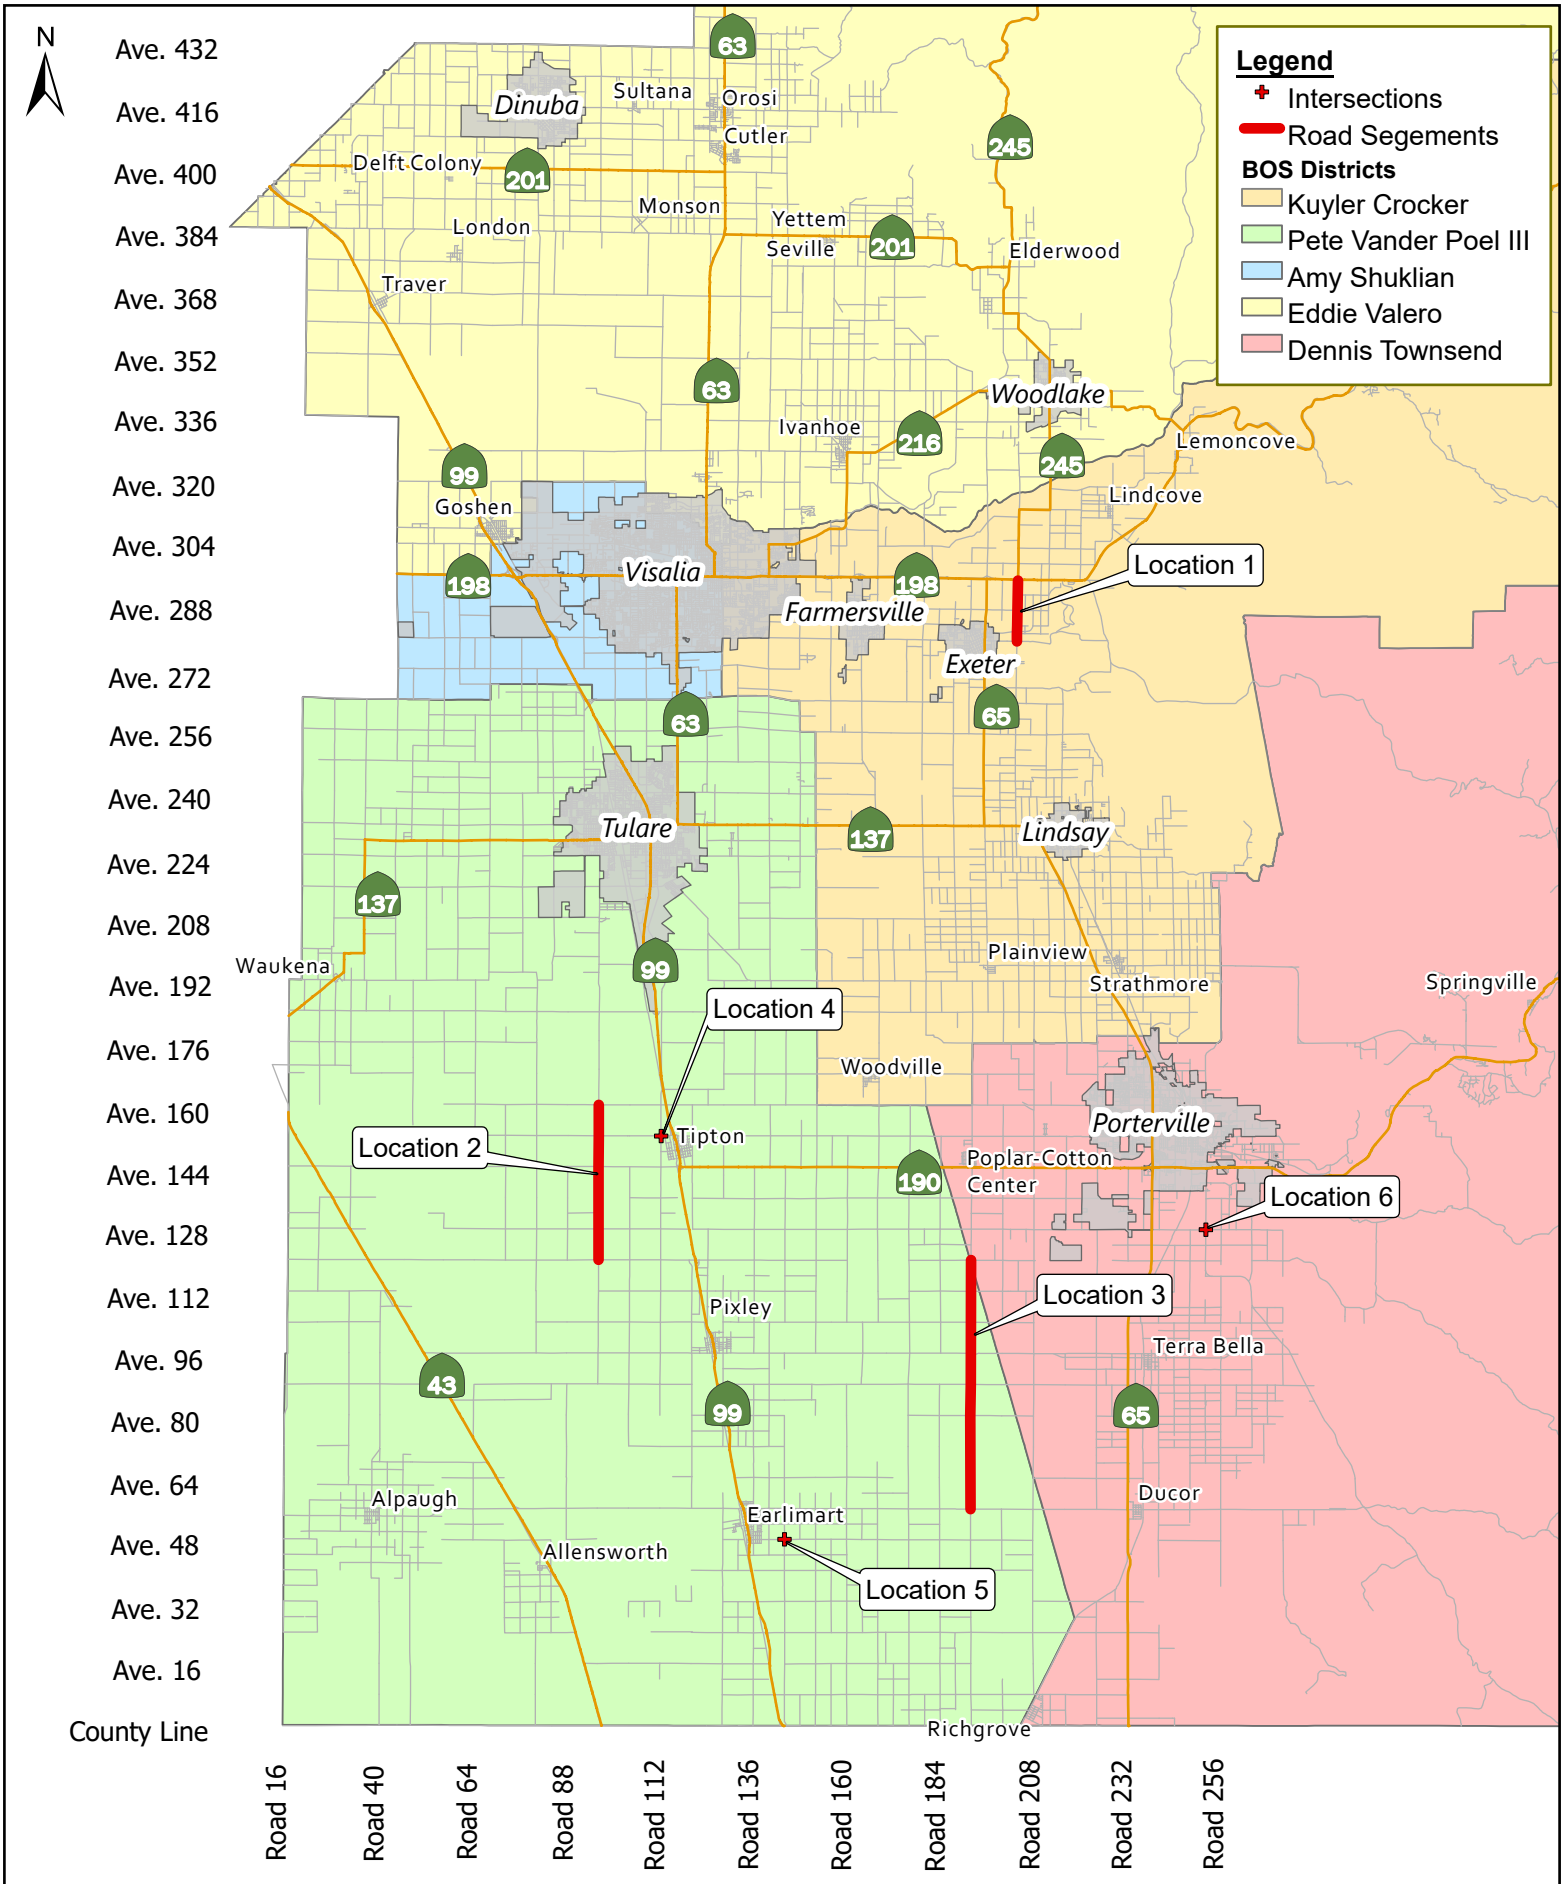 N
Ave. 432
Ave. 416
Ave. 400
Ave. 384
Ave. 368
Ave. 352
Ave. 336
Ave. 320
Ave. 304
Ave. 288
Ave. 272
Ave. 256
Ave. 240
Ave. 224
Ave. 208
Ave. 192
Ave. 176
Ave. 160
Ave. 144
Ave. 128
Ave. 112
Ave. 96
Ave. 80
Ave. 64
Ave. 48
Ave. 32
Ave. 16
County Line
Legend
Intersections
Road Segements
BOS Districts
Kuyler Crocker
Pete Vander Poel III
Amy Shuklian
Eddie Valero
Dennis Townsend
63
Dinuba
Sultana
Orosi
Cutler
245
Delft Colony
201
Monson
London
Yettem
Seville
201
Elderwood
Traver
63
Woodlake
Ivanhoe
216
Lemoncove
245
99
Goshen
Lindcove
Location 1
198
Visalia
198
Farmersville
Exeter
63
65
Tulare
137
Lindsay
137
Waukena
99
Plainview
Strathmore
Springville
Location 4
Woodville
Location 2
Tipton
Porterville
190
Poplar-Cotton
Center
Location 6
Location 3
Pixley
Terra Bella
43
99
65
Alpaugh
Earlimart
Ducor
Allensworth
Location 5
Richgrove
Road 16
Road 40
Road 64
Road 88
Road 112
Road 136
Road 160
Road 184
Road 208
Road 232
Road 256